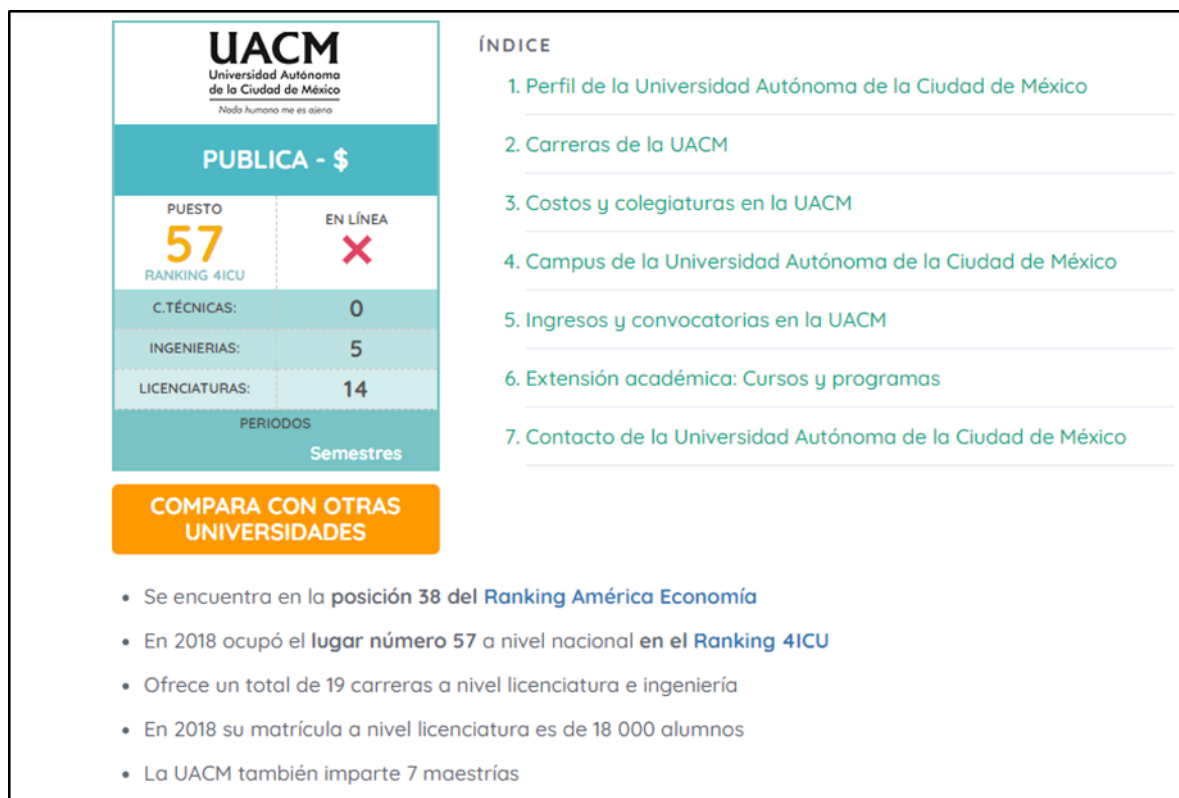 UACM
Universidad Autónoma
de la Ciudad de México
Nada humano me es ajeno
PUBLICA - $
PUESTO
57
RANKING 4ICU
EN LÍNEA
C.TÉCNICAS: 0
INGENIERIAS: 5
LICENCIATURAS: 14
PERIODOS
Semestres
COMPARA CON OTRAS
UNIVERSIDADES
ÍNDICE
1. Perfil de la Universidad Autónoma de la Ciudad de México
2. Carreras de la UACM
3. Costos y colegiaturas en la UACM
4. Campus de la Universidad Autónoma de la Ciudad de México
5. Ingresos y convocatorias en la UACM
6. Extensión académica: Cursos y programas
7. Contacto de la Universidad Autónoma de la Ciudad de México
• Se encuentra en la posición 38 del Ranking América Economía
• En 2018 ocupó el lugar número 57 a nivel nacional en el Ranking 4ICU
• Ofrece un total de 19 carreras a nivel licenciatura e ingeniería
• En 2018 su matrícula a nivel licenciatura es de 18 000 alumnos
• La UACM también imparte 7 maestrías